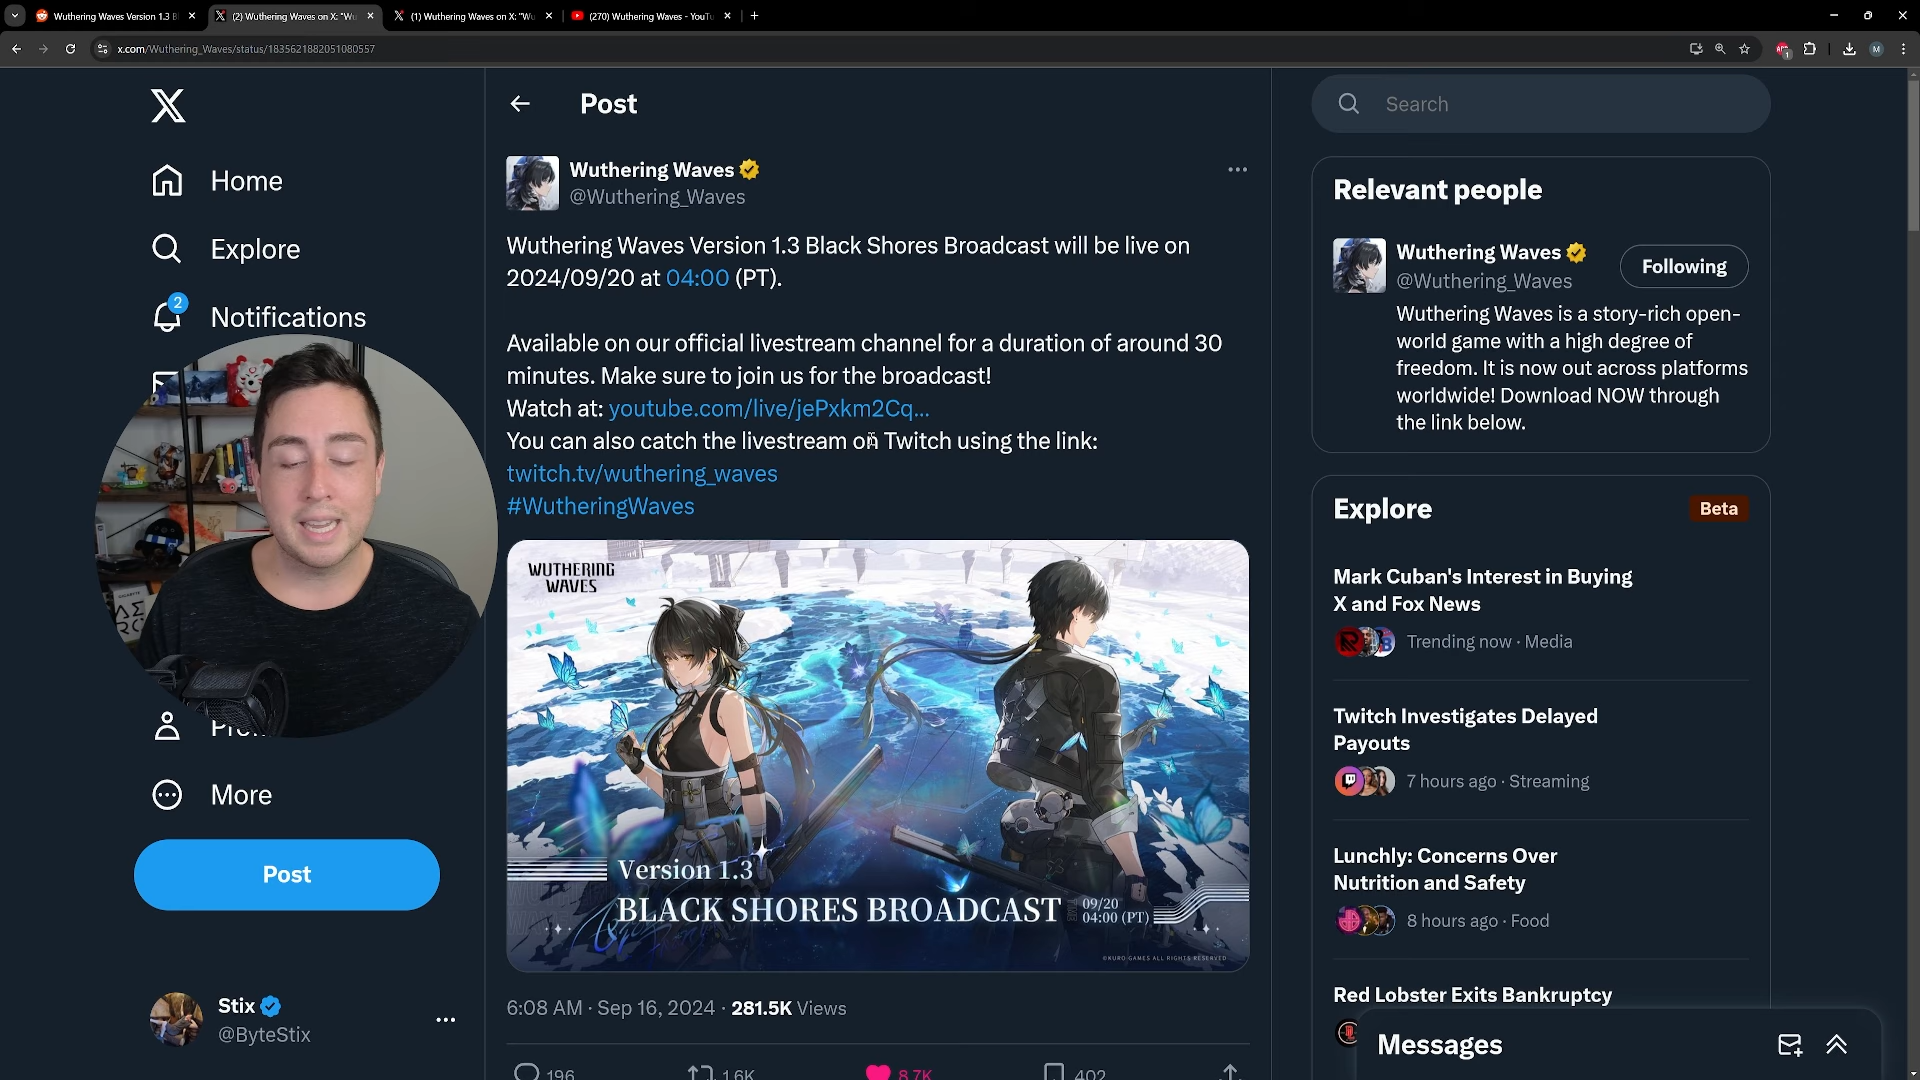 Wuthering Waves Version 1.3 B
(2) Wuthering Waves on X: "Wu
(1) Wuthering Waves on X: "Wu
(270) Wuthering Waves - YouTu
x.com/Wuthering_Waves/status/1835621882051080557
M
1
X
Home
Explore
2
Notifications
More
Post
Stix
@ByteStix
Post
Wuthering Waves
@Wuthering_Waves
Wuthering Waves Version 1.3 Black Shores Broadcast will be live on
2024/09/20 at 04:00 (PT).
Available on our official livestream channel for a duration of around 30
minutes. Make sure to join us for the broadcast!
Watch at: youtube.com/live/jePxkm2Cq...
You can also catch the livestream on Twitch using the link:
twitch.tv/wuthering_waves
#WutheringWaves
WUTHERING
WAVES
Version 1.3
BLACK SHORES BROADCAST
09/20
04:00 (PT)
©KURO GAMES ALL RIGHTS RESERVED
6:08 AM · Sep 16, 2024 · 281.5K Views
196
1.6K
8.7K
402
Search
Relevant people
Wuthering Waves
@Wuthering_Waves
Following
Wuthering Waves is a story-rich open-
world game with a high degree of
freedom. It is now out across platforms
worldwide! Download NOW through
the link below.
Explore
Beta
Mark Cuban's Interest in Buying
X and Fox News
Trending now · Media
Twitch Investigates Delayed
Payouts
7 hours ago · Streaming
Lunchly: Concerns Over
Nutrition and Safety
8 hours ago · Food
Red Lobster Exits Bankruptcy
Messages